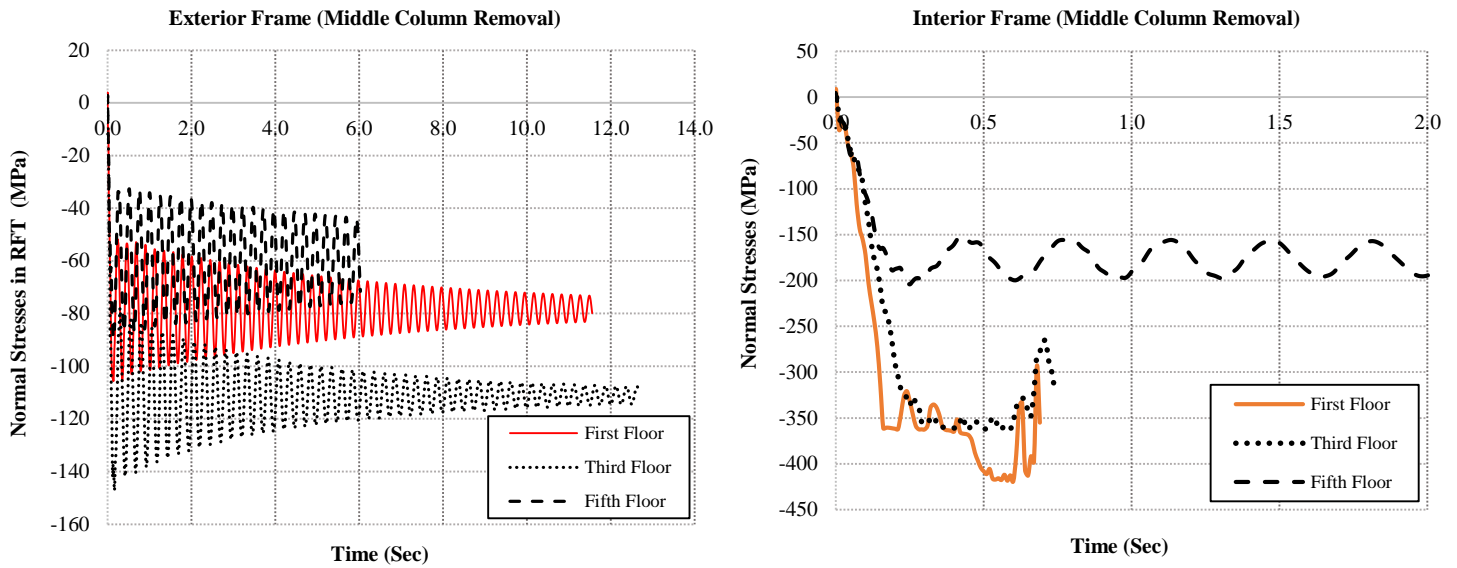 Exterior Frame (Middle Column Removal)
Normal Stresses in RFT (MPa)
20
0
-20
-40
-60
-80
-100
-120
-140
-160
0.0 2.0 4.0 6.0 8.0 10.0 12.0 14.0
First Floor
Third Floor
Fifth Floor
Time (Sec)
Interior Frame (Middle Column Removal)
Normal Stresses (MPa)
50
0
-50
-100
-150
-200
-250
-300
-350
-400
-450
0.0 0.5 1.0 1.5 2.0
First Floor
Third Floor
Fifth Floor
Time (Sec)